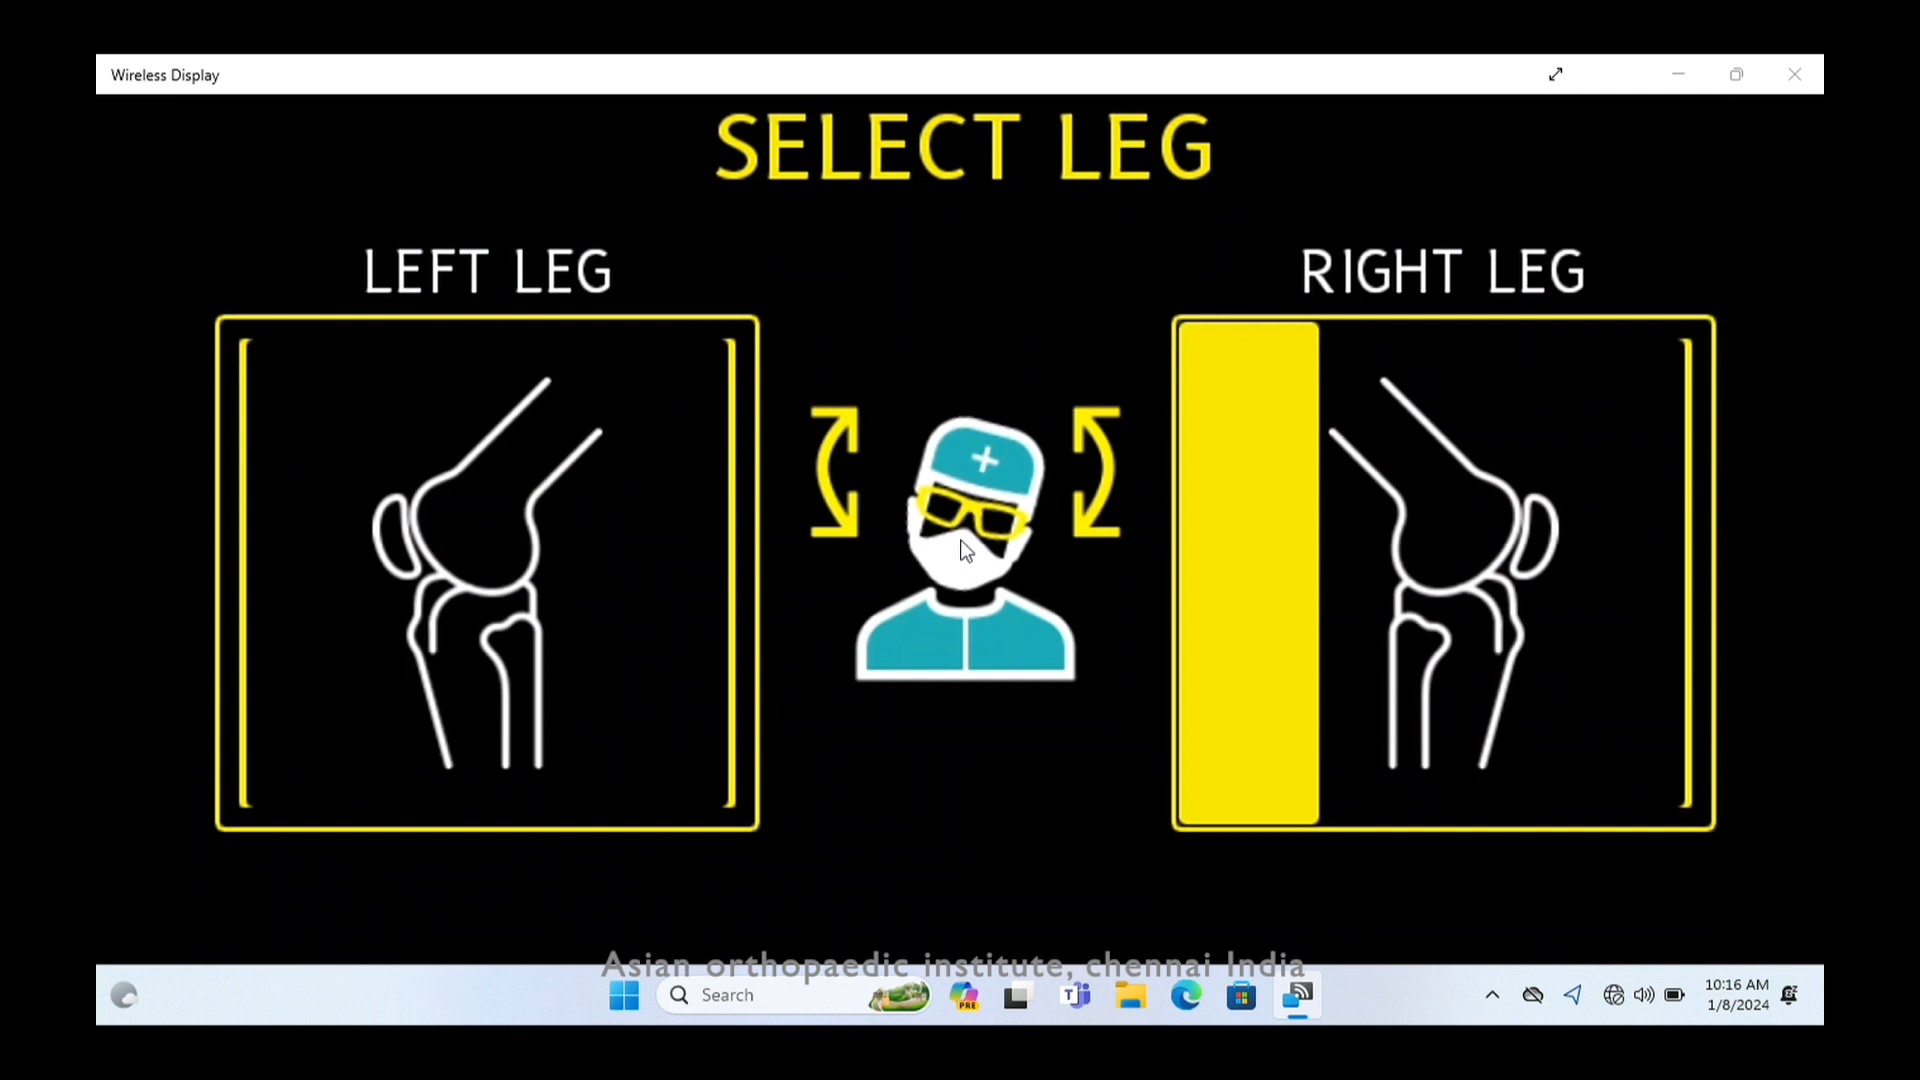 Wireless Display
SELECT LEG
LEFT LEG
RIGHT LEG
Asian orthopaedic institute, chennai India
Search
PRE
T
10:16 AM
1/8/2024